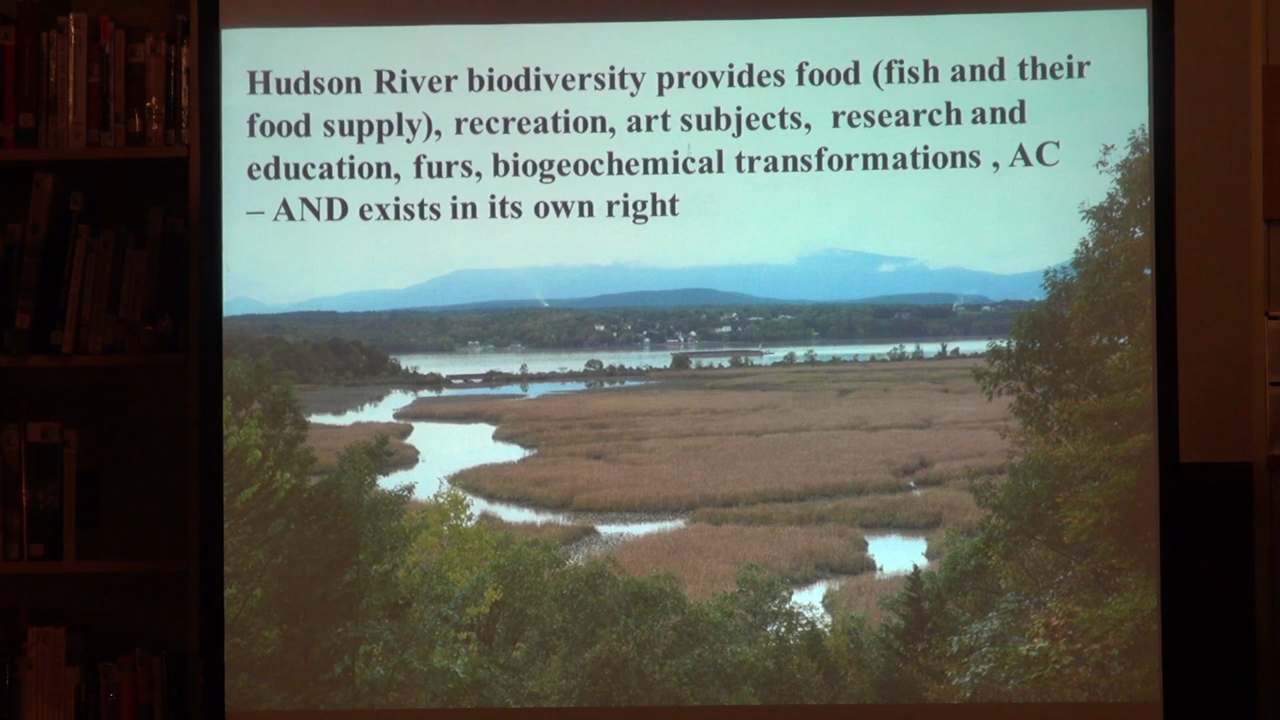 Hudson River biodiversity provides food (fish and their
food supply), recreation, art subjects,  research and
education, furs, biogeochemical transformations , AC
– AND exists in its own right